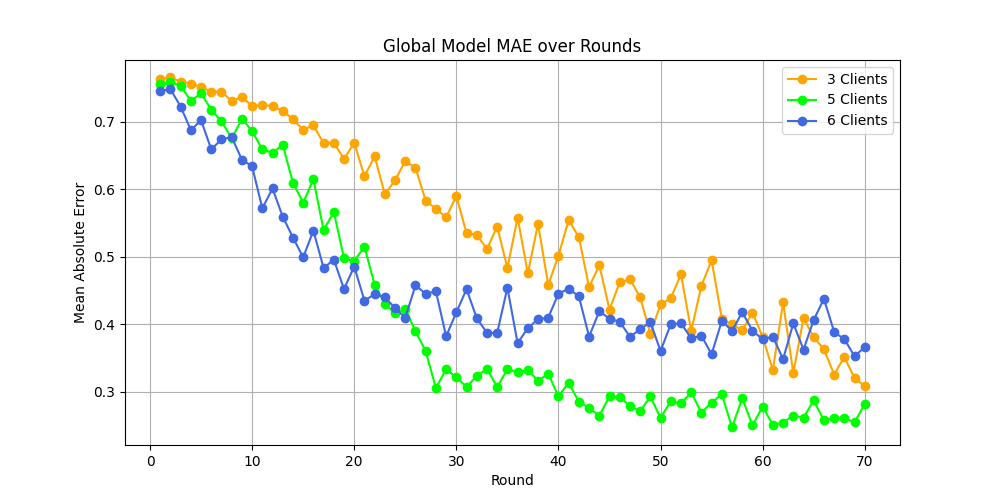 Global Model MAE over Rounds
3 Clients
5 Clients
6 Clients
Mean Absolute Error
0.7
0.6
0.5
0.4
0.3
0 10 20 30 40 50 60 70
Round